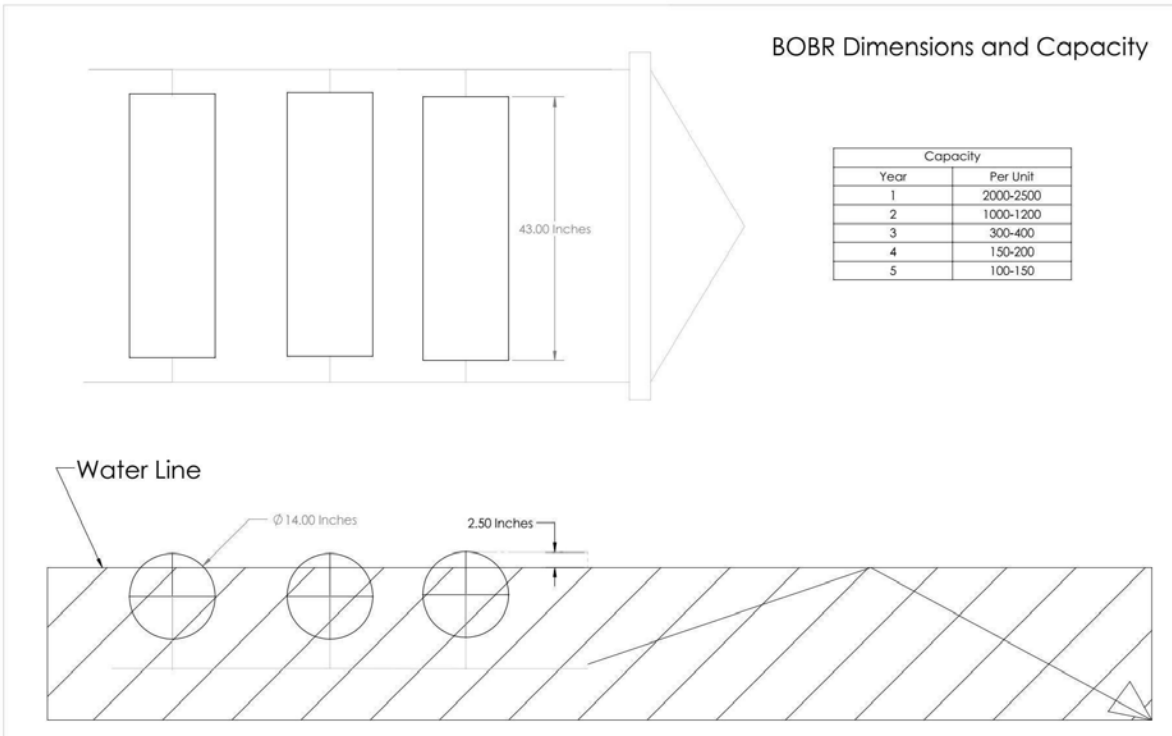 BOBR Dimensions and Capacity
Capacity
Year Per Unit
1 2000-2500
2 1000-1200
3 300-400
4 150-200
5 100-150
43.00 Inches
Water Line
Ø14.00 Inches
2.50 Inches